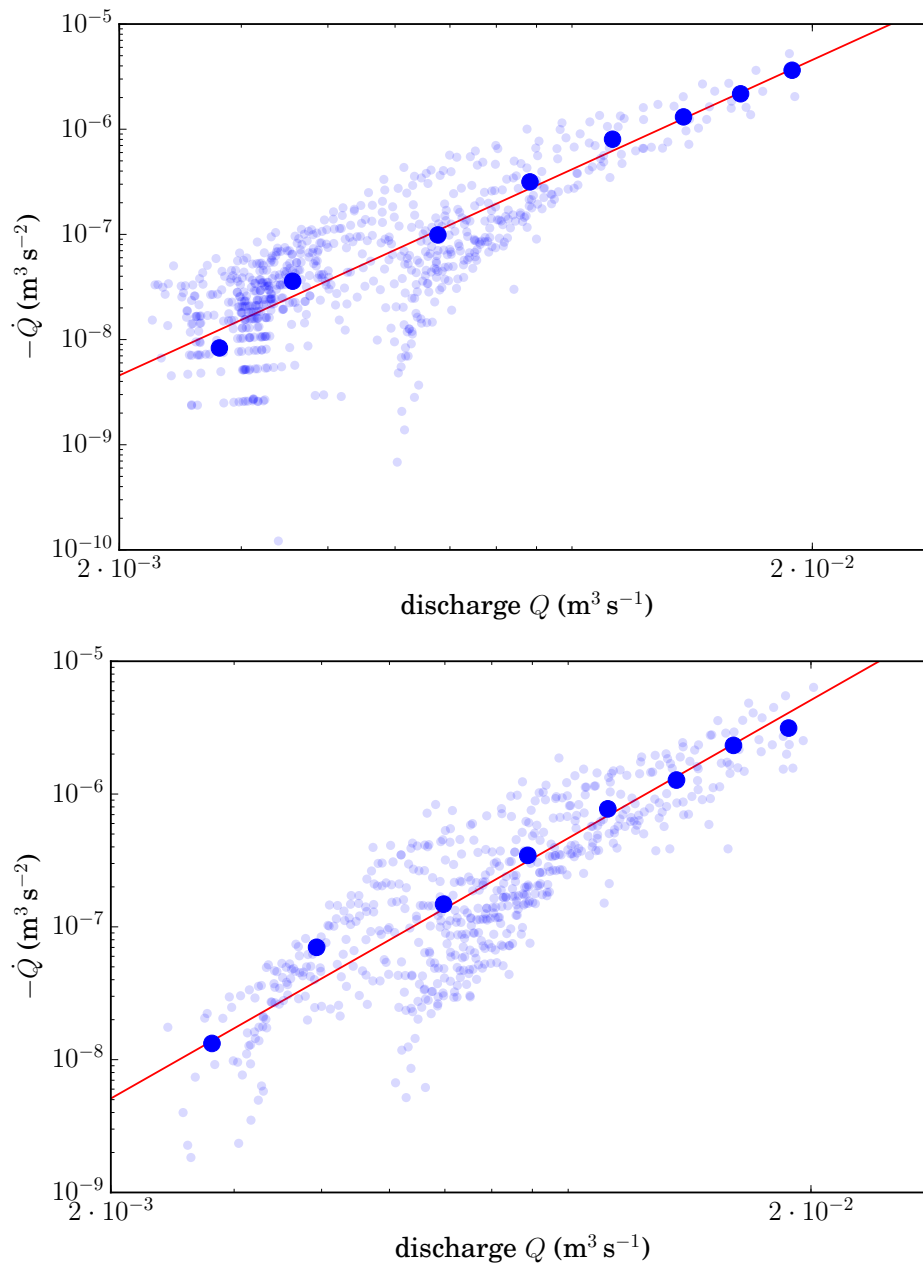 10⁻⁵
10⁻⁶
10⁻⁷
10⁻⁸
10⁻⁹
10⁻¹⁰
−Q̇ (m³ s⁻²)
2 · 10⁻³
2 · 10⁻²
discharge Q (m³ s⁻¹)
10⁻⁵
10⁻⁶
10⁻⁷
10⁻⁸
10⁻⁹
−Q̇ (m³ s⁻²)
2 · 10⁻³
2 · 10⁻²
discharge Q (m³ s⁻¹)